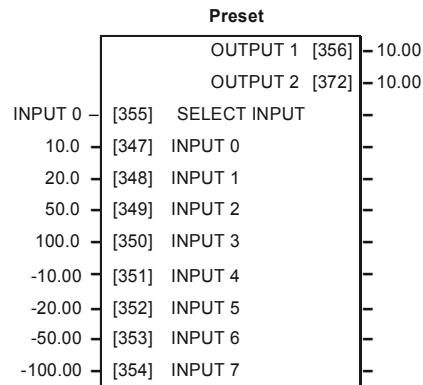 Preset
OUTPUT 1 [356] – 10.00
OUTPUT 2 [372] – 10.00
INPUT 0 – [355] SELECT INPUT –
10.0 – [347] INPUT 0 –
20.0 – [348] INPUT 1 –
50.0 – [349] INPUT 2 –
100.0 – [350] INPUT 3 –
-10.00 – [351] INPUT 4 –
-20.00 – [352] INPUT 5 –
-50.00 – [353] INPUT 6 –
-100.00 – [354] INPUT 7 –